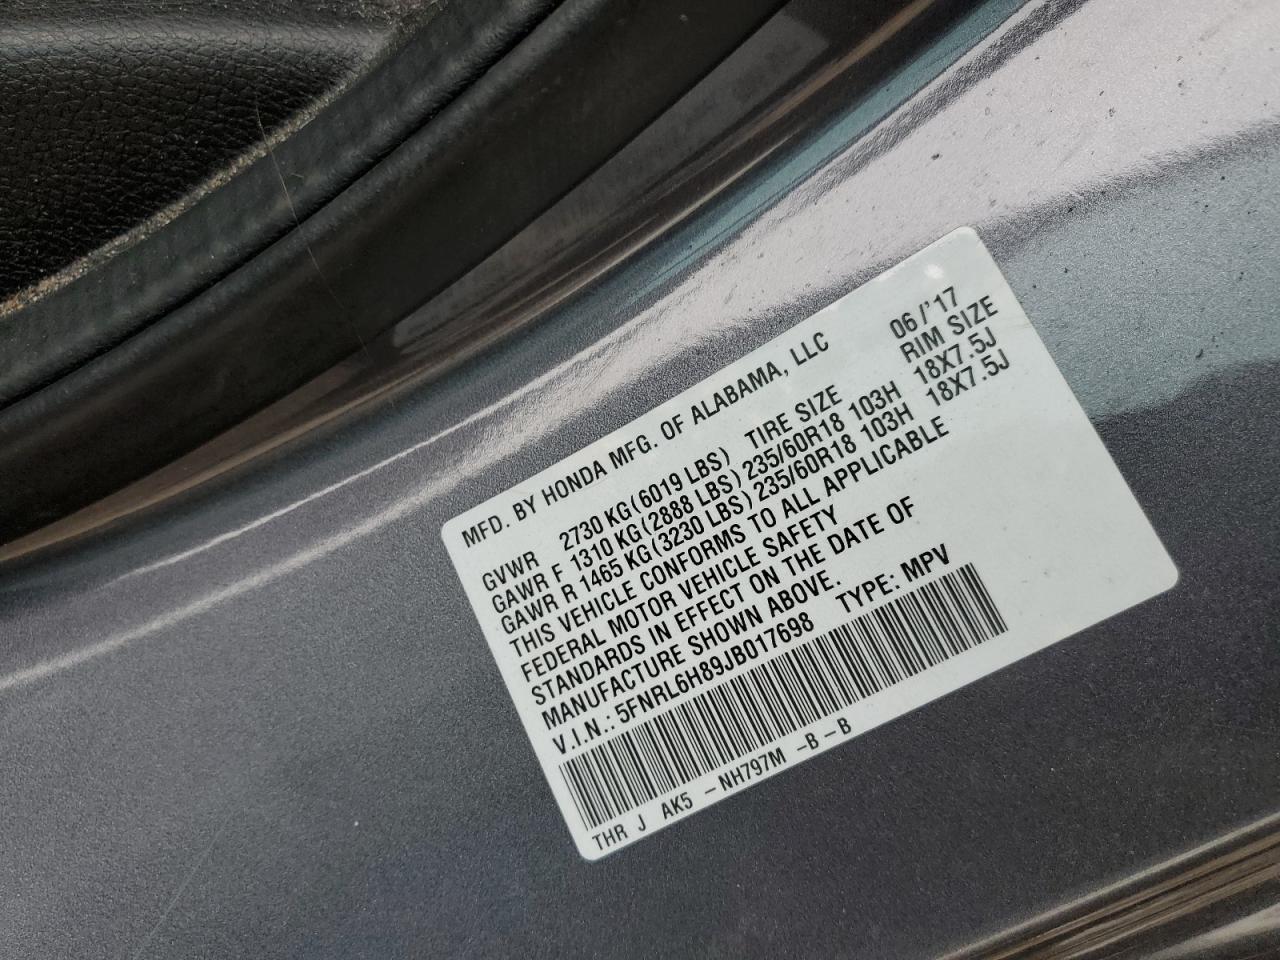 MFD. BY HONDA MFG. OF ALABAMA, LLC 06/'17
GVWR 2730 KG(6019 LBS) TIRE SIZE RIM SIZE
GAWR F 1310 KG(2888 LBS) 235/60R18 103H 18X7.5J
GAWR R 1465 KG(3230 LBS) 235/60R18 103H 18X7.5J
THIS VEHICLE CONFORMS TO ALL APPLICABLE
FEDERAL MOTOR VEHICLE SAFETY
STANDARDS IN EFFECT ON THE DATE OF
MANUFACTURE SHOWN ABOVE.
V.I.N.: 5FNRL6H89JB017698 TYPE: MPV
THR J AK5 -NH797M -B-B